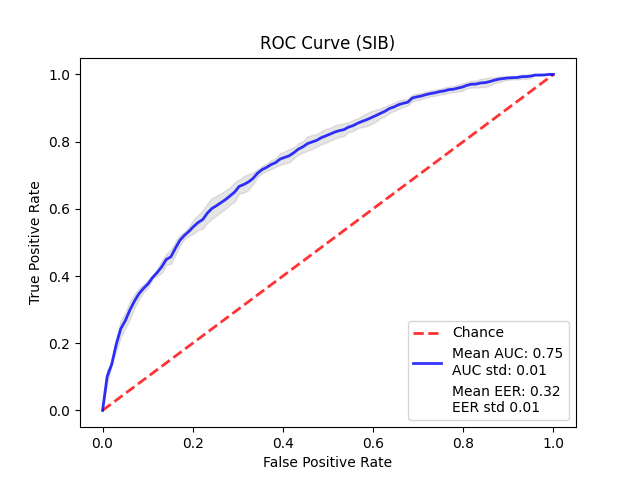 ROC Curve (SIB)
True Positive Rate
1.0
0.8
0.6
0.4
0.2
0.0
0.0 0.2 0.4 0.6 0.8 1.0
False Positive Rate
Chance
Mean AUC: 0.75
AUC std: 0.01
Mean EER: 0.32
EER std 0.01